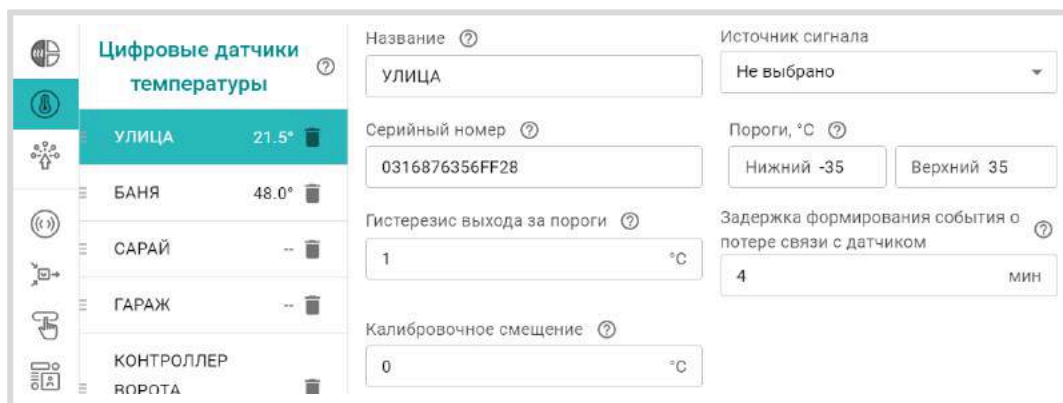 Цифровые датчики
температуры
УЛИЦА 21.5°
БАНЯ 48.0°
САРАЙ --
ГАРАЖ --
КОНТРОЛЛЕР
ВОРОТА
Название
УЛИЦА
Источник сигнала
Не выбрано
Серийный номер
0316876356FF28
Пороги, °C
Нижний -35
Верхний 35
Гистерезис выхода за пороги
1 °C
Задержка формирования события о
потере связи с датчиком
4 мин
Калибровочное смещение
0 °C